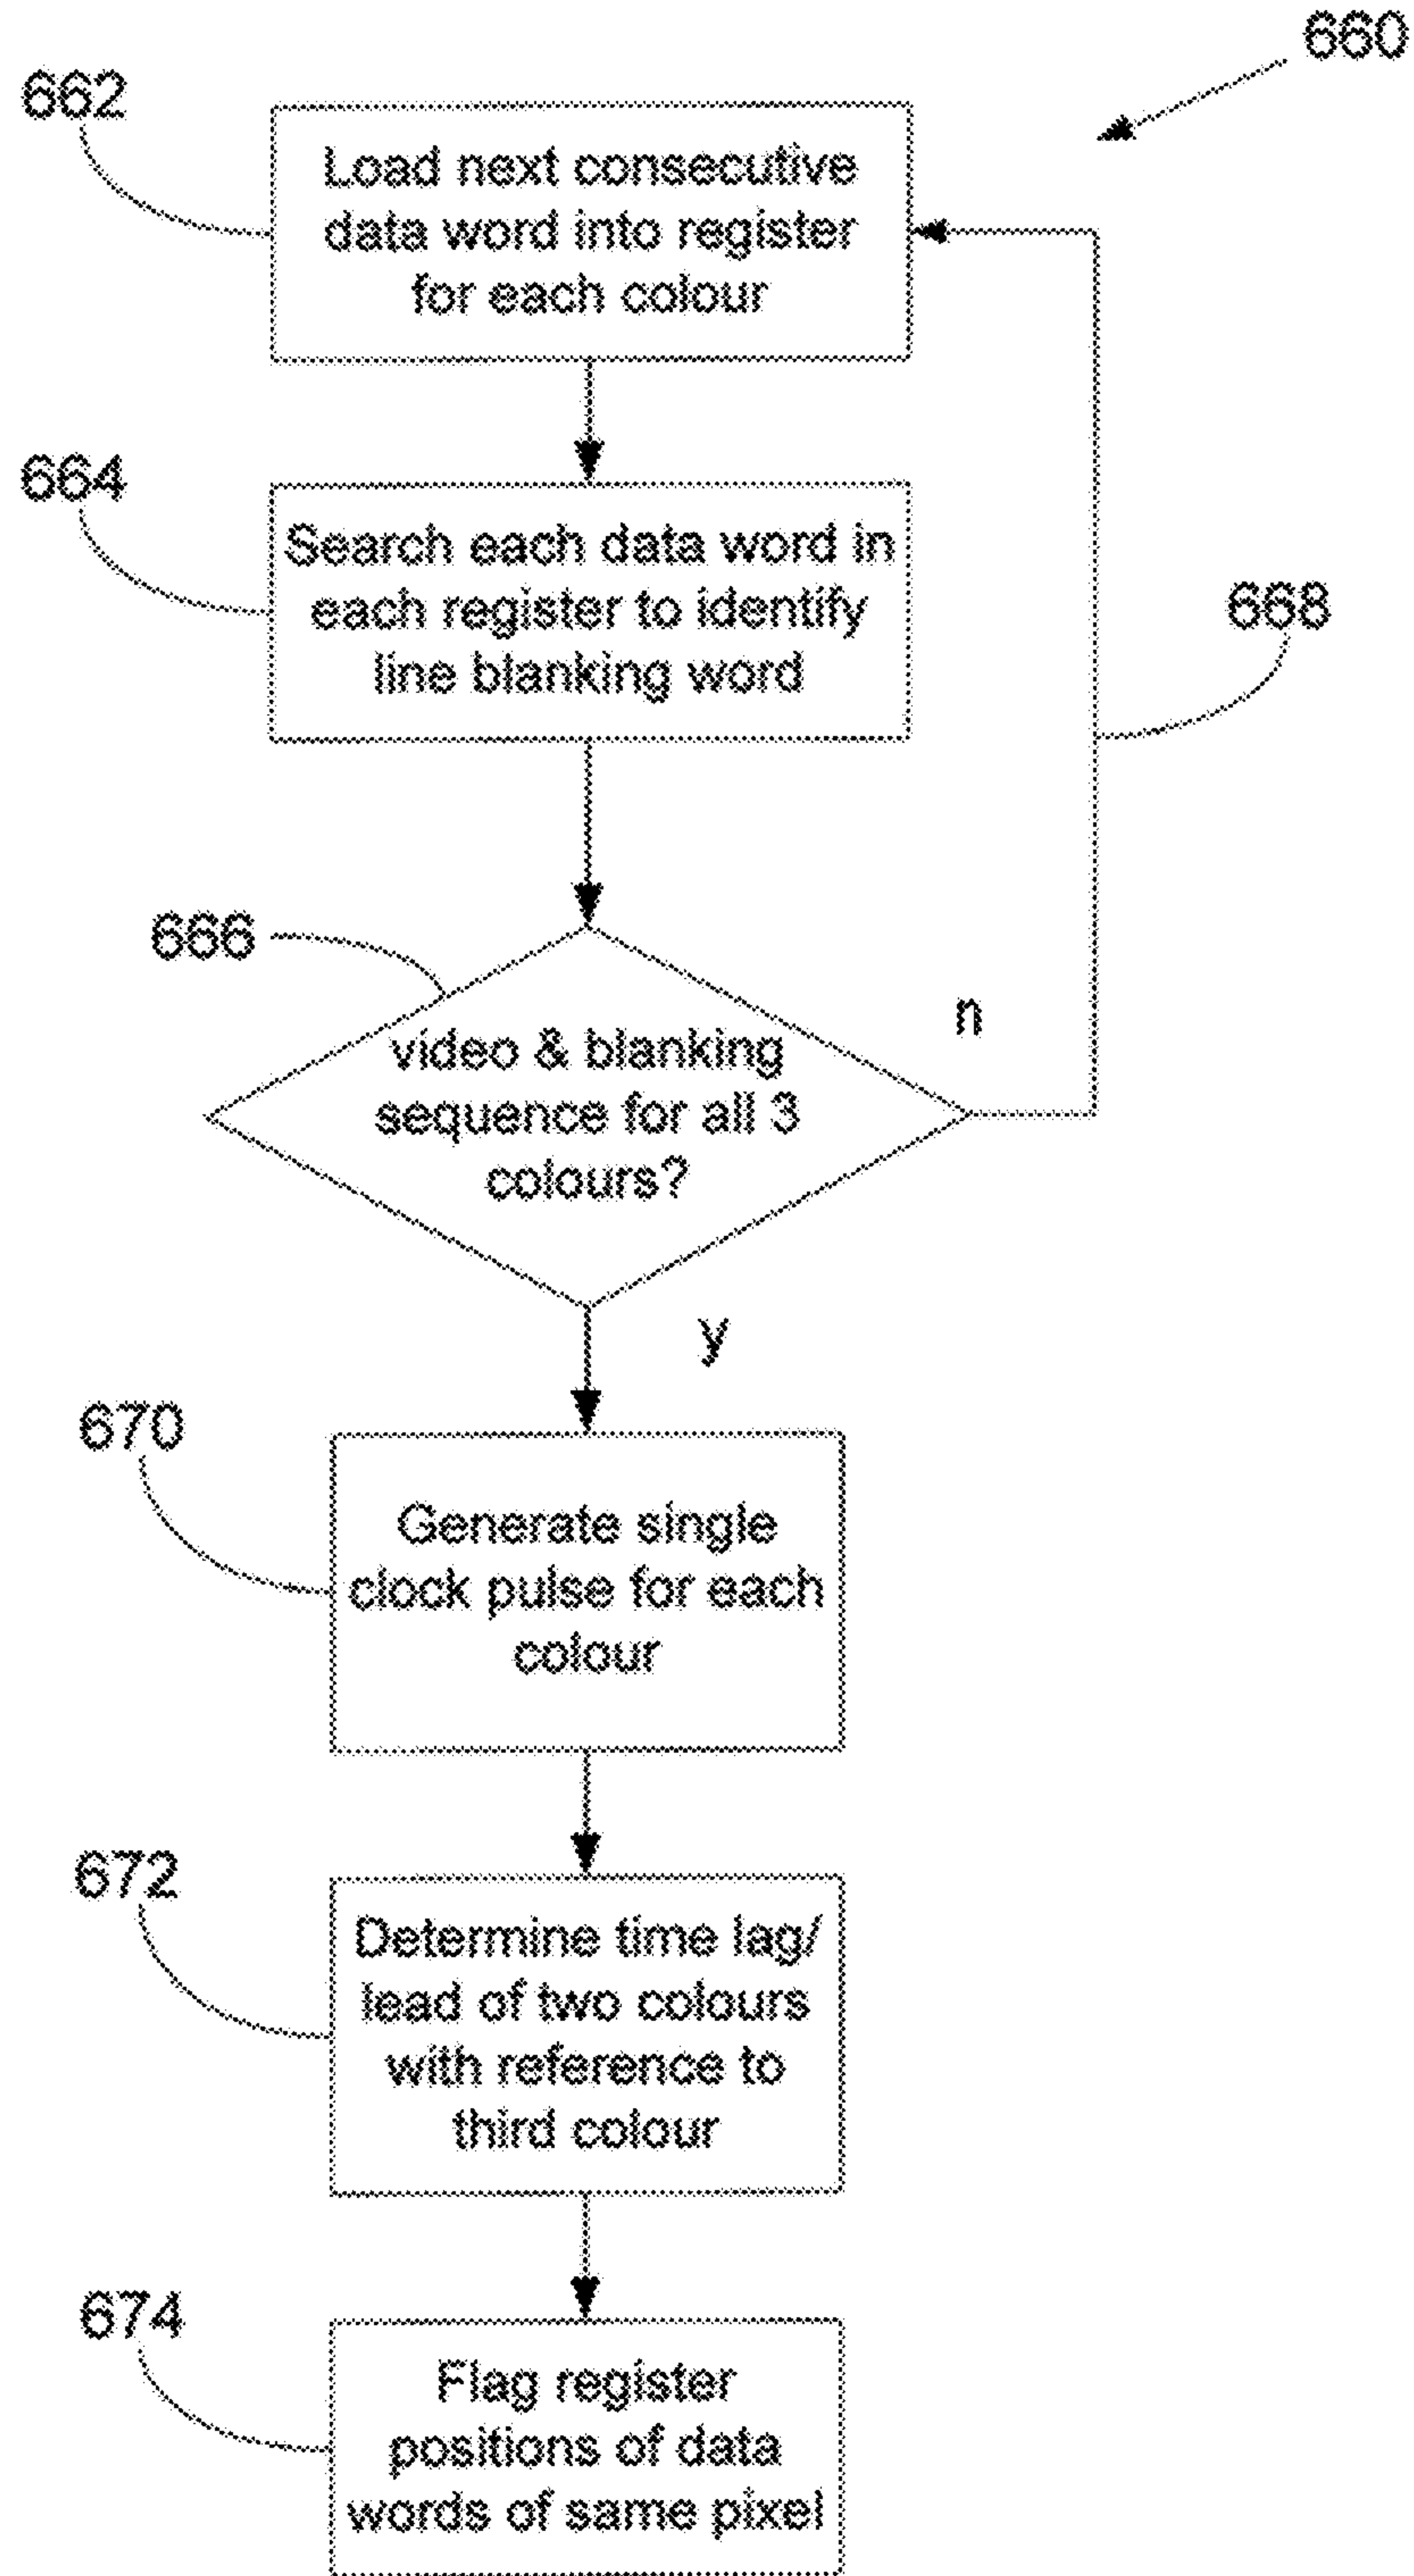 660
662
Load next consecutive
data word into register
for each colour
664
Search each data word in
each register to identify
line blanking word
668
666
video & blanking
sequence for all 3
colours?
n
y
670
Generate single
clock pulse for each
colour
672
Determine time lag/
lead of two colours
with reference to
third colour
674
Flag register
positions of data
words of same pixel